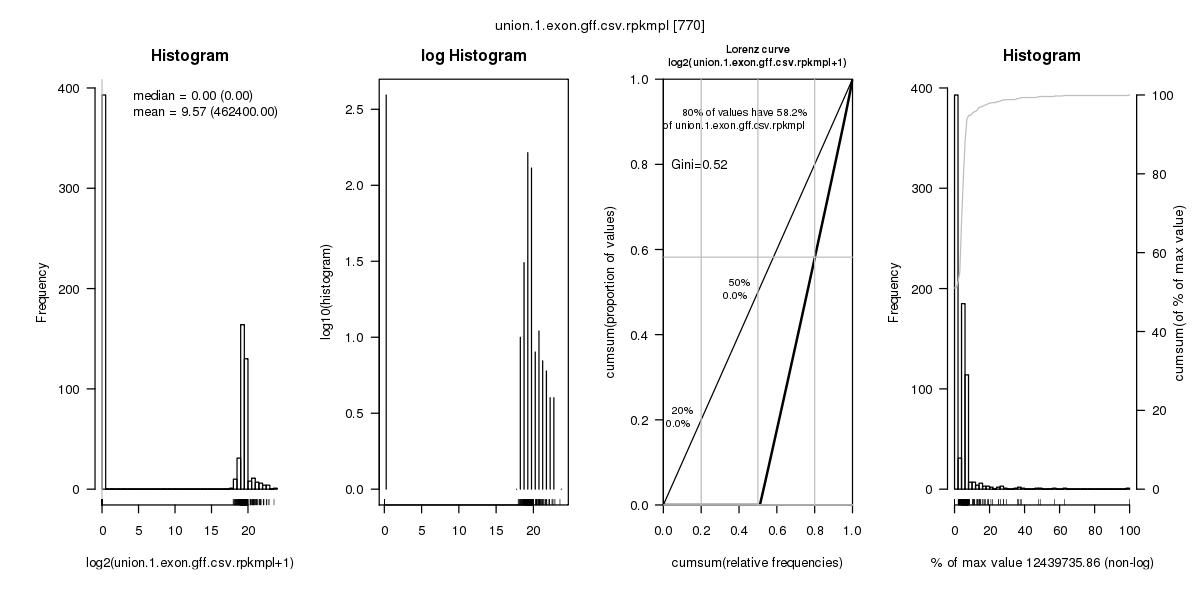 union.1.exon.gff.csv.rpkmpl [770]
Histogram
median = 0.00 (0.00)
mean = 9.57 (462400.00)
Frequency
400
300
200
100
0
0 5 10 15 20
log2(union.1.exon.gff.csv.rpkmpl+1)
log Histogram
log10(histogram)
2.5
2.0
1.5
1.0
0.5
0.0
0 5 10 15 20
Lorenz curve
log2(union.1.exon.gff.csv.rpkmpl+1)
80% of values have 58.2%
of union.1.exon.gff.csv.rpkmpl
Gini=0.52
50%
0.0%
20%
0.0%
cumsum(proportion of values)
1.0
0.8
0.6
0.4
0.2
0.0
0.0 0.2 0.4 0.6 0.8 1.0
cumsum(relative frequencies)
Histogram
Frequency
400
300
200
100
0
100
80
60
40
20
0
cumsum(of % of max value)
0 20 40 60 80 100
% of max value 12439735.86 (non-log)